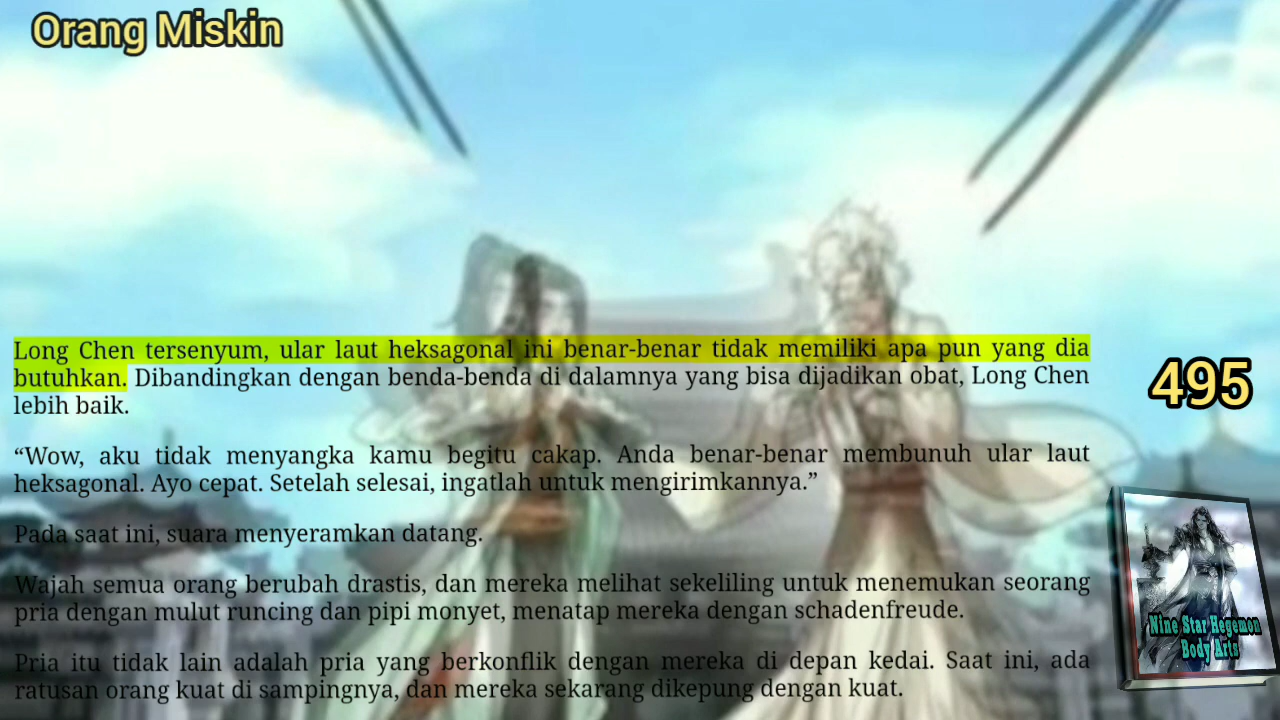 Orang Miskin
Long Chen tersenyum, ular laut heksagonal ini benar-benar tidak memiliki apa pun yang dia
butuhkan. Dibandingkan dengan benda-benda di dalamnya yang bisa dijadikan obat, Long Chen
lebih baik.
“Wow, aku tidak menyangka kamu begitu cakap. Anda benar-benar membunuh ular laut
heksagonal. Ayo cepat. Setelah selesai, ingatlah untuk mengirimkannya.”
Pada saat ini, suara menyeramkan datang.
Wajah semua orang berubah drastis, dan mereka melihat sekeliling untuk menemukan seorang
pria dengan mulut runcing dan pipi monyet, menatap mereka dengan schadenfreude.
Pria itu tidak lain adalah pria yang berkonflik dengan mereka di depan kedai. Saat ini, ada
ratusan orang kuat di sampingnya, dan mereka sekarang dikepung dengan kuat.
495
Nine Star Hegemon
Body Arts